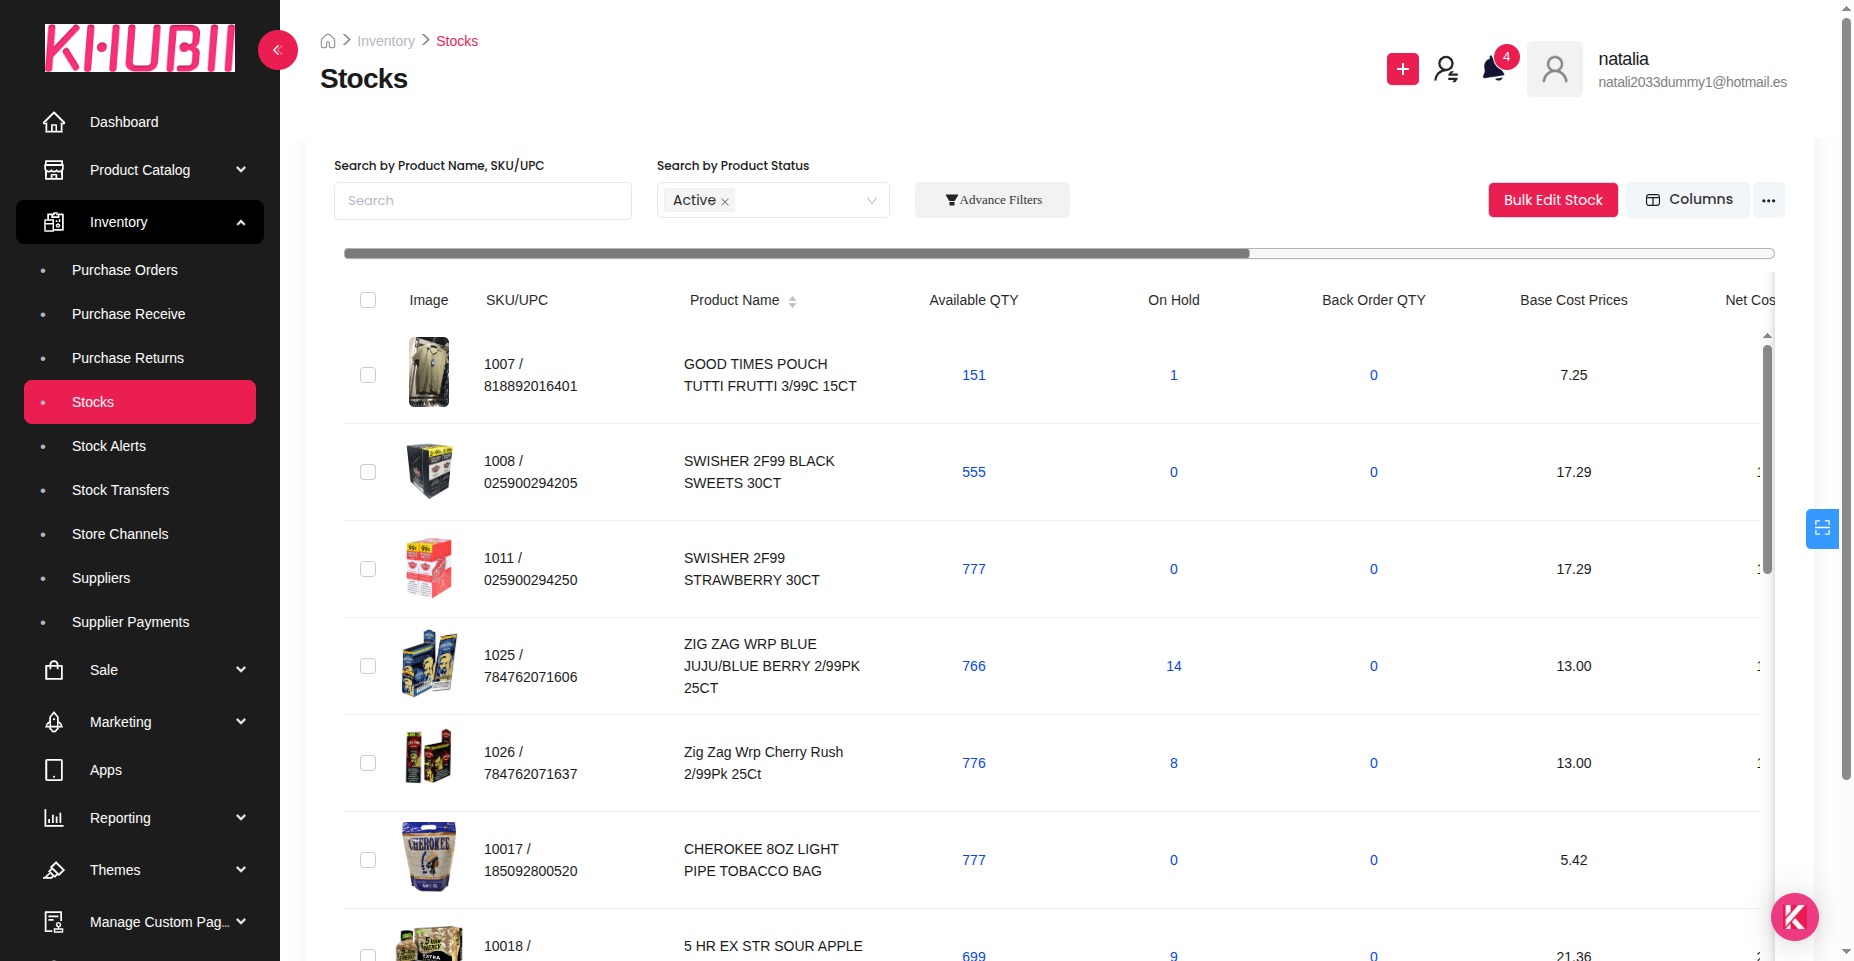 KHUBII
Dashboard
Product Catalog
Inventory
Purchase Orders
Purchase Receive
Purchase Returns
Stocks
Stock Alerts
Stock Transfers
Store Channels
Suppliers
Supplier Payments
Sale
Marketing
Apps
Reporting
Themes
Manage Custom Pag...
Inventory
Stocks
Stocks
4
natalia
natali2033dummy1@hotmail.es
Search by Product Name, SKU/UPC
Search by Product Status
Search
Active
Advance Filters
Bulk Edit Stock
Columns
Image
SKU/UPC
Product Name
Available QTY
On Hold
Back Order QTY
Base Cost Prices
Net Cos
1007 /
818892016401
GOOD TIMES POUCH
TUTTI FRUTTI 3/99C 15CT
151
1
0
7.25
1008 /
025900294205
SWISHER 2F99 BLACK
SWEETS 30CT
555
0
0
17.29
1011 /
025900294250
SWISHER 2F99
STRAWBERRY 30CT
777
0
0
17.29
1025 /
784762071606
ZIG ZAG WRP BLUE
JUJU/BLUE BERRY 2/99PK
25CT
766
14
0
13.00
1026 /
784762071637
Zig Zag Wrp Cherry Rush
2/99Pk 25Ct
776
8
0
13.00
CHEROKEE
10017 /
185092800520
CHEROKEE 8OZ LIGHT
PIPE TOBACCO BAG
777
0
0
5.42
10018 /
5 HR EX STR SOUR APPLE
699
9
0
21.36